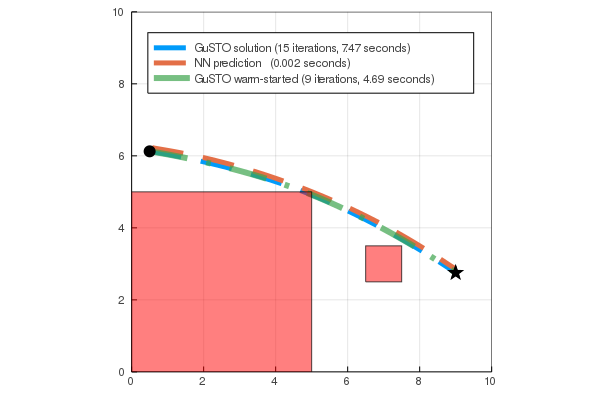 10
8
6
4
2
0
GuSTO solution (15 iterations, 7.47 seconds)
NN prediction (0.002 seconds)
GuSTO warm-started (9 iterations, 4.69 seconds)
0 2 4 6 8 10